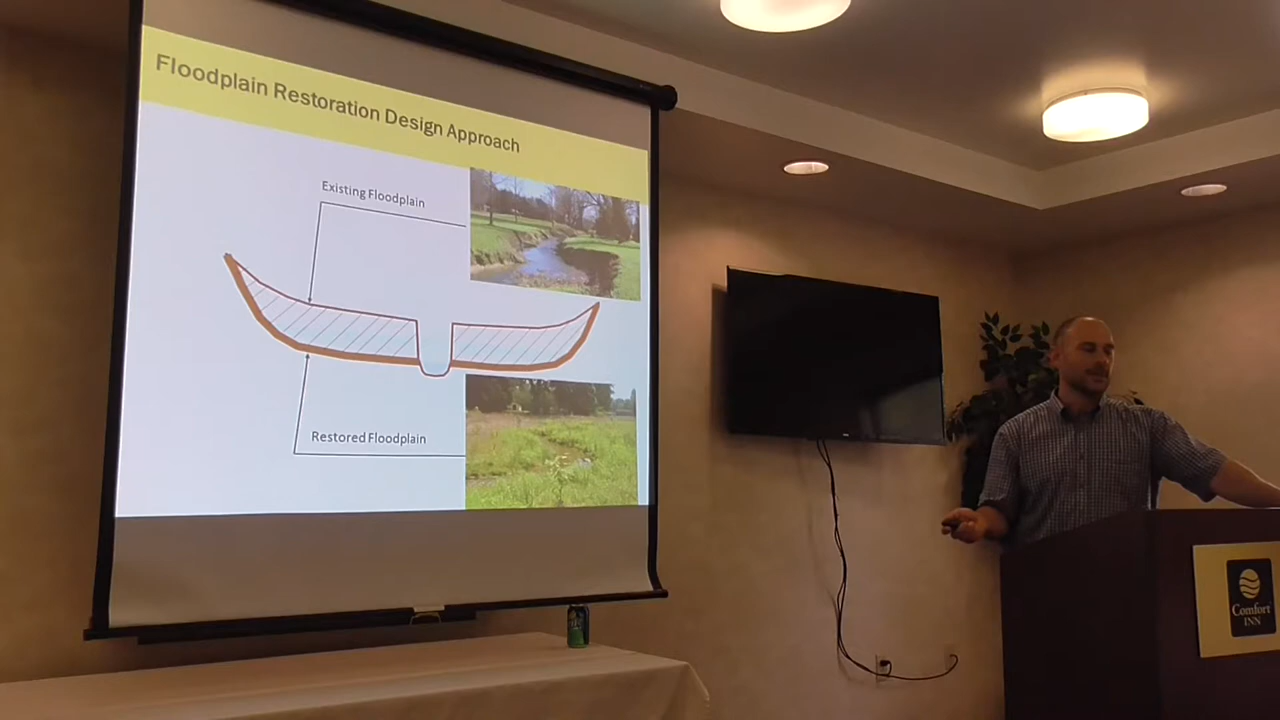 Floodplain Restoration Design Approach
Existing Floodplain
Restored Floodplain
Comfort
INN